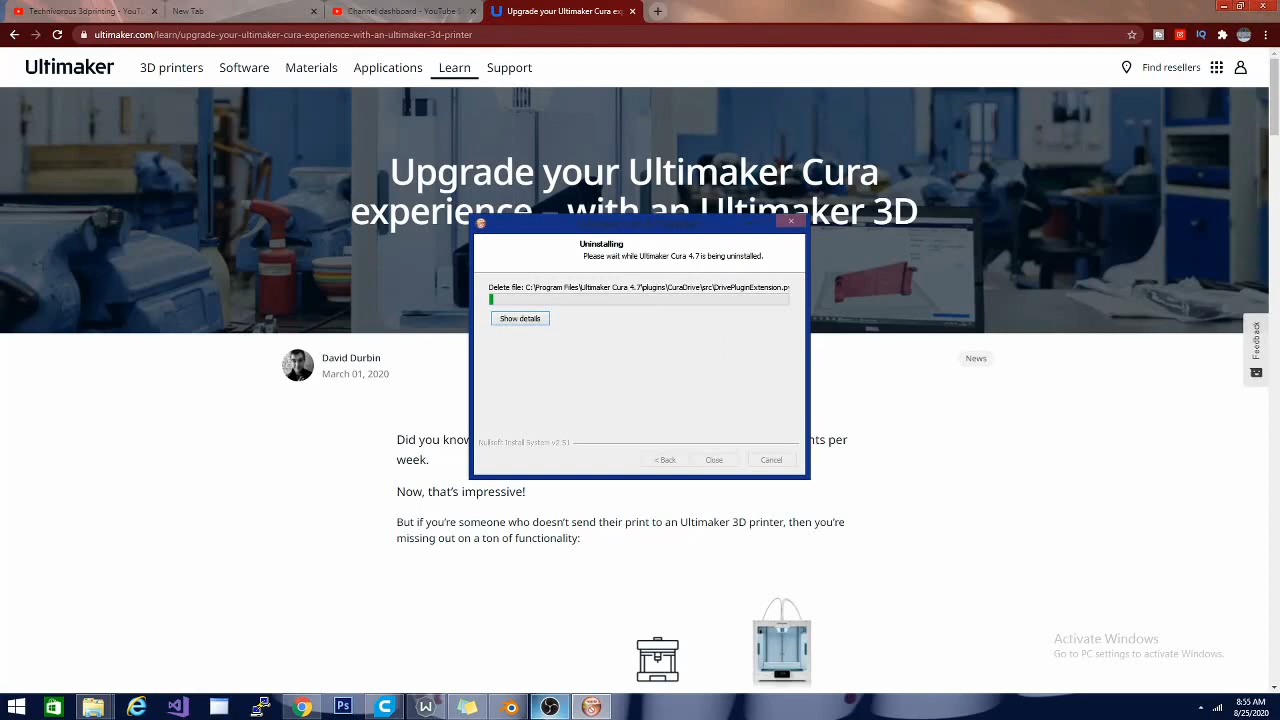 Technivorous 3dprinting - YouTube
New Tab
Channel dashboard - YouTube St
Upgrade your Ultimaker Cura exp
ultimaker.com/learn/upgrade-your-ultimaker-cura-experience-with-an-ultimaker-3d-printer
Ultimaker
3D printers
Software
Materials
Applications
Learn
Support
Find resellers
Upgrade your Ultimaker Cura
experience – with an Ultimaker 3D
Uninstalling
Please wait while Ultimaker Cura 4.7 is being uninstalled.
Delete file: C:\Program Files\Ultimaker Cura 4.7\plugins\CuraDrive\src\DrivePluginExtension.py
Show details
Nullsoft Install System v2.51
< Back
Close
Cancel
Feedback
David Durbin
March 01, 2020
News
Did you know
nts per
week.
Now, that's impressive!
But if you're someone who doesn't send their print to an Ultimaker 3D printer, then you're
missing out on a ton of functionality:
Activate Windows
Go to PC settings to activate Windows.
8:55 AM
8/25/2020